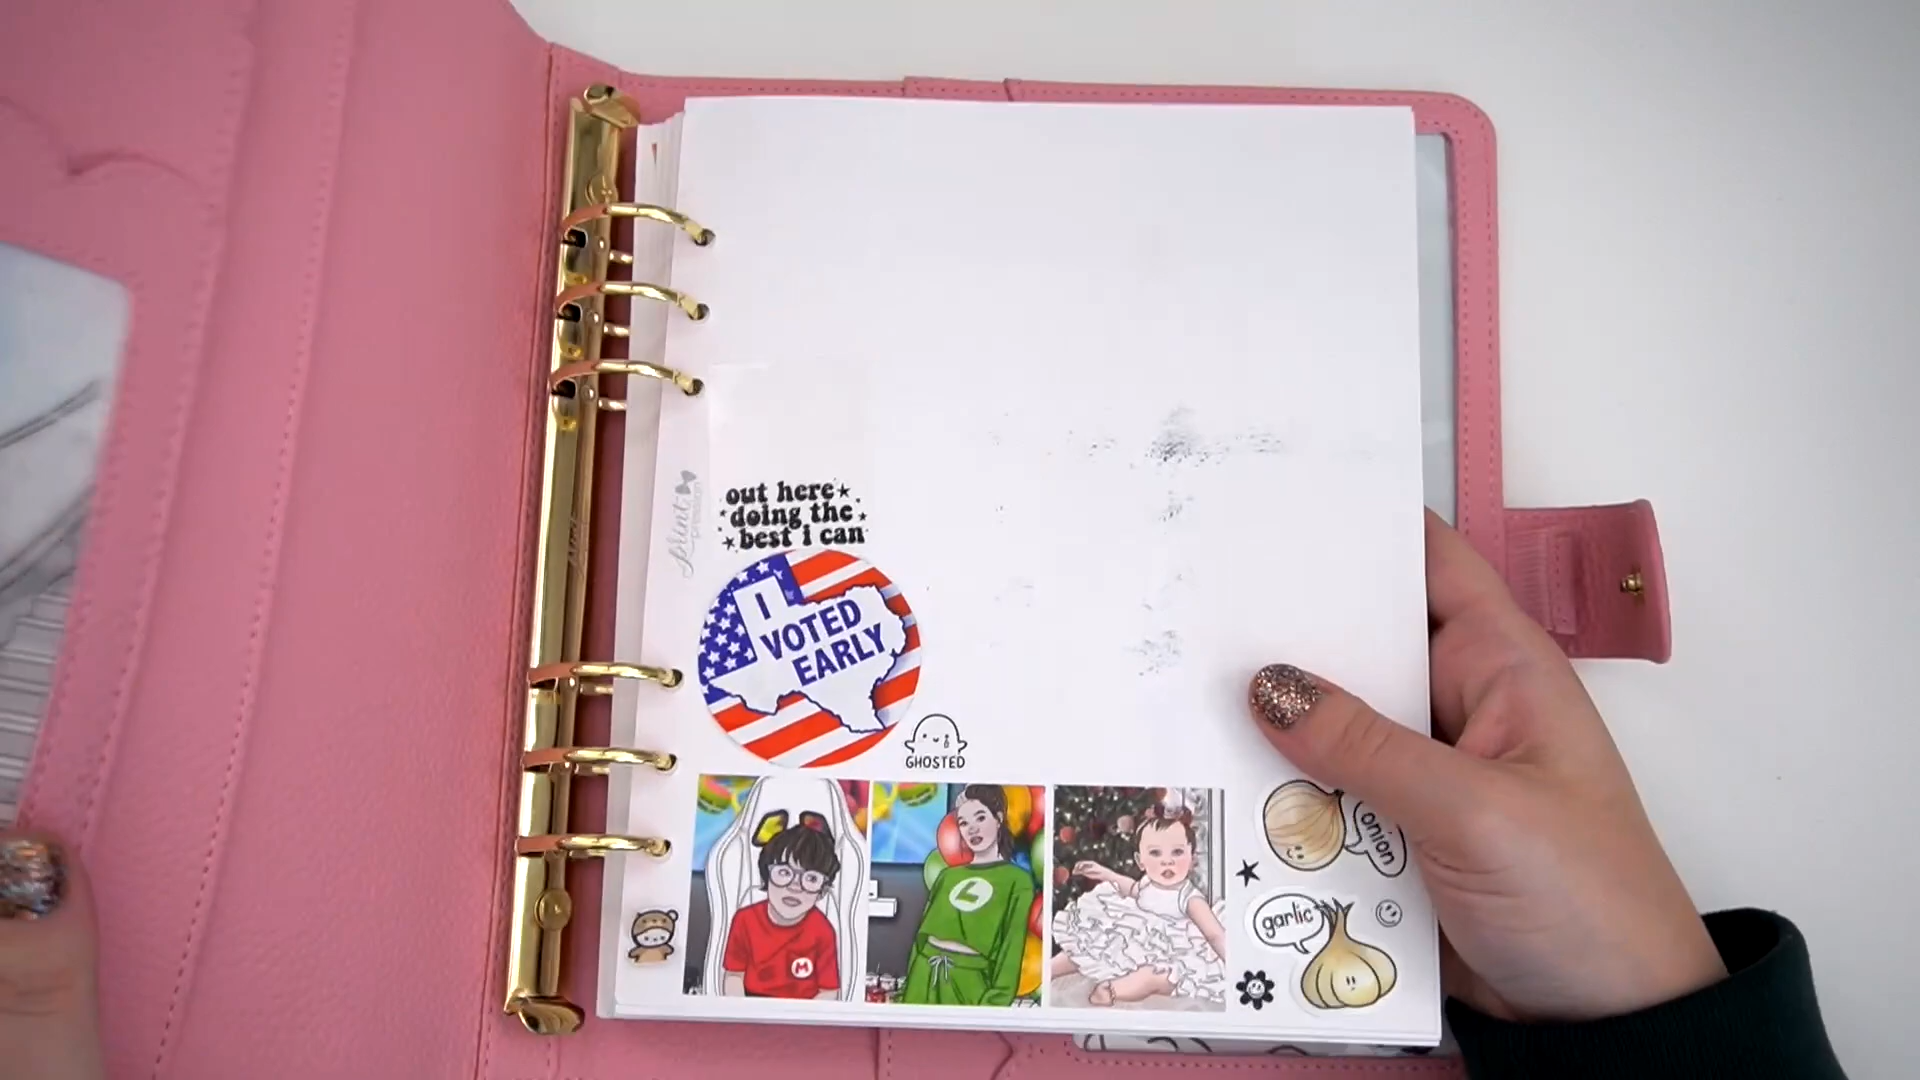 out here
doing the
best i can
I
VOTED
EARLY
GHOSTED
onion
garlic
M
L